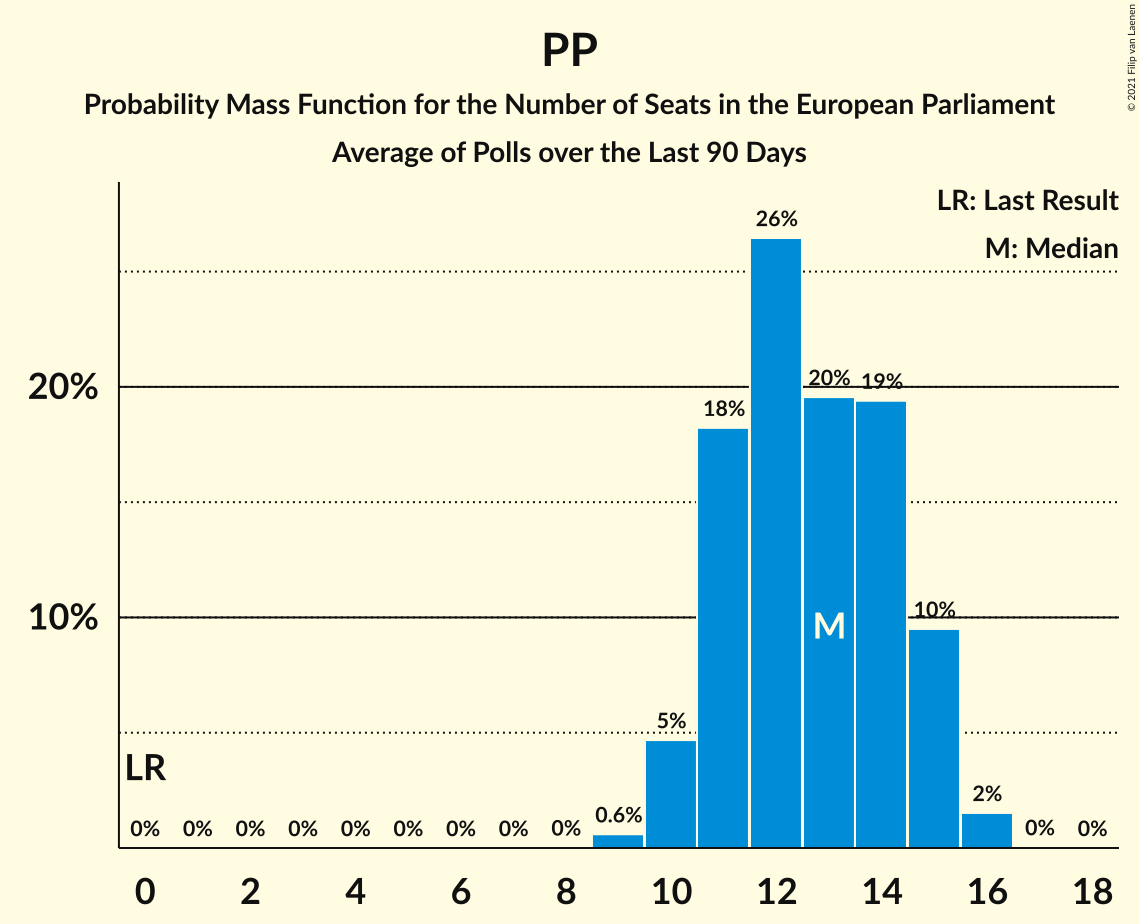 PP
Probability Mass Function for the Number of Seats in the European Parliament
Average of Polls over the Last 90 Days
© 2021 Filip van Laenen
LR: Last Result
M: Median
26%
20%
20% 19%
18%
10%
10%
M
5%
LR
2%
0.6%
0% 0% 0% 0% 0% 0% 0% 0% 0% 0% 0%
0 2 4 6 8 10 12 14 16 18